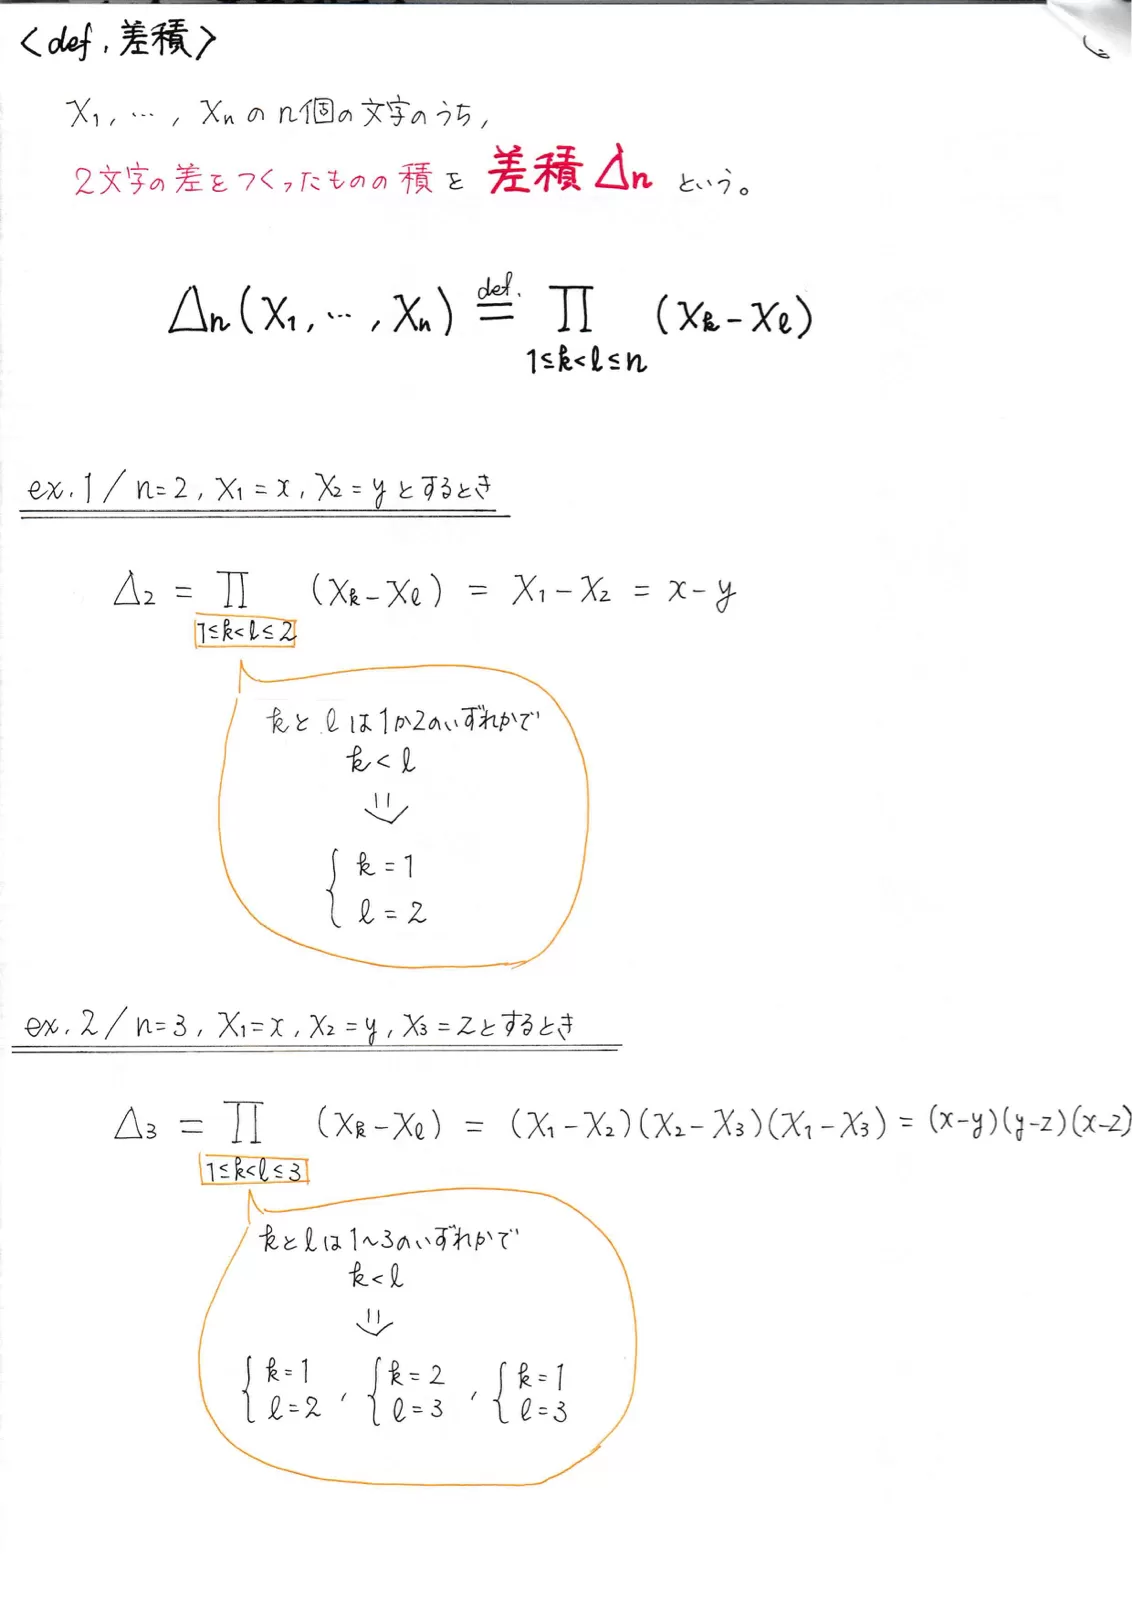 <def. 差積>
X₁, …, Xₙ の n個の文字のうち,
2文字の差をつくったものの積を 差積 Δₙ という。
Δₙ(X₁, …, Xₙ) def.= ∏ (Xk − Xℓ)
1≤k<ℓ≤n
ex.1 / n=2, X₁=x, X₂=y とするとき
Δ₂ = ∏ (Xk − Xℓ) = X₁ − X₂ = x − y
1≤k<ℓ≤2
kとℓは1か2のいずれかで
k<ℓ
⇓
{ k=1
ℓ=2
ex.2 / n=3, X₁=x, X₂=y, X₃=z とするとき
Δ₃ = ∏ (Xk − Xℓ) = (X₁−X₂)(X₂−X₃)(X₁−X₃) = (x−y)(y−z)(x−z)
1≤k<ℓ≤3
kとℓは1~3のいずれかで
k<ℓ
⇓
{ k=1 , { k=2 , { k=1
ℓ=2 ℓ=3 ℓ=3